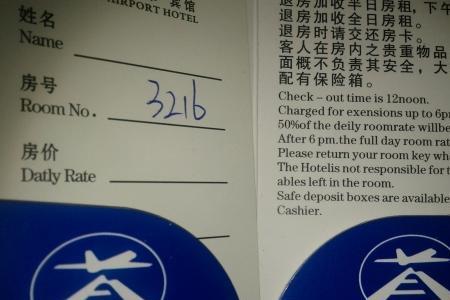 宾馆
AIRPORT HOTEL
姓名
Name
房号
Room No. 3216
房价
Datly Rate
退房加收半日房租。下午
退房加收全日房租。
退房时请交还房卡。
客人在房内之贵重物品
面概不负责其安全，大
配有保险箱。
Check – out time is 12noon.
Charged for exensions up to 6pm
50%of the deily roomrate willbe
After 6 pm.the full day room rat
Please return your room key whe
The Hotelis not responsible for t
ables left in the room.
Safe deposit boxes are available
Cashier.